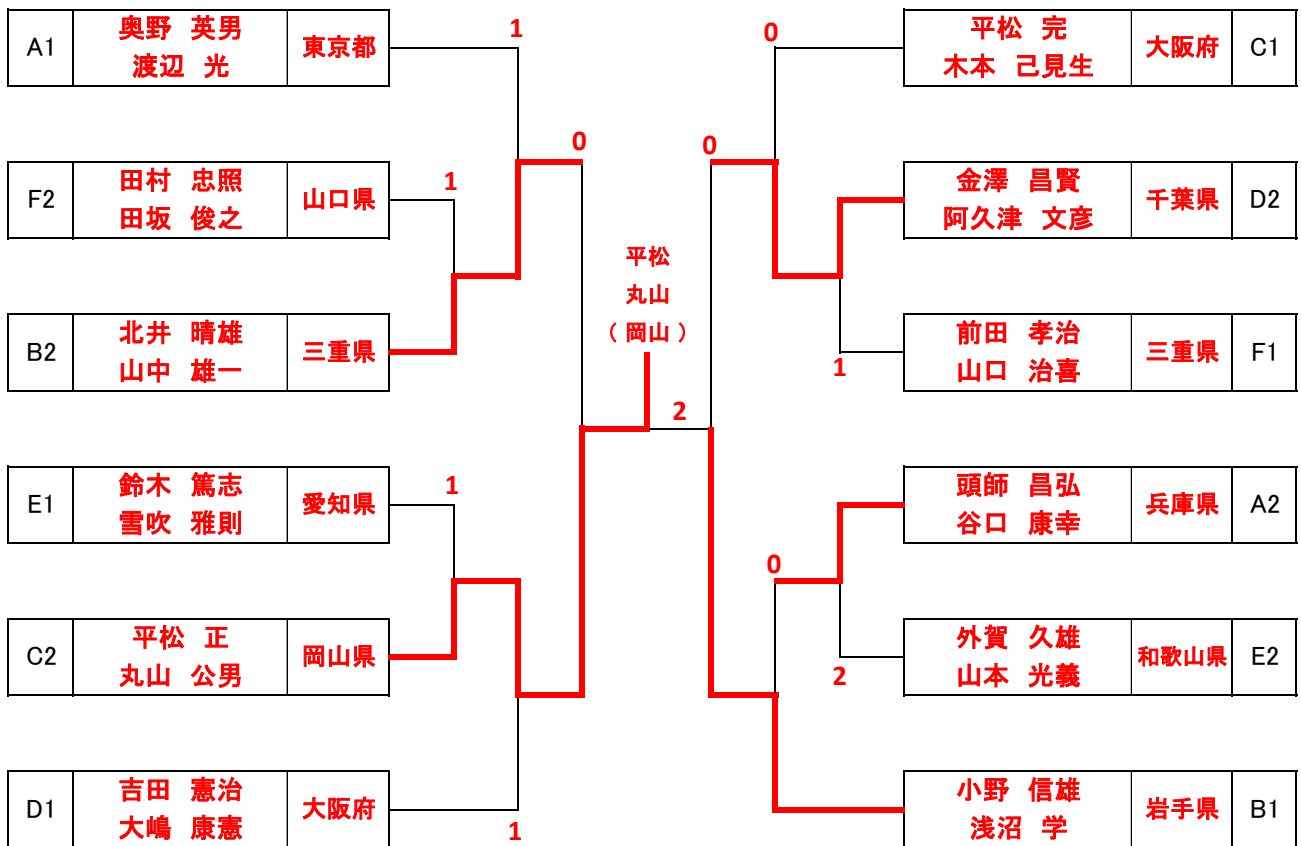 A1
奥野 英男
渡辺 光
東京都
1
F2
田村 忠照
田坂 俊之
山口県
1
0
B2
北井 晴雄
山中 雄一
三重県
E1
鈴木 篤志
雪吹 雅則
愛知県
1
C2
平松 正
丸山 公男
岡山県
D1
吉田 憲治
大嶋 康憲
大阪府
1
平松
丸山
( 岡山 )
2
0
平松 完
木本 己見生
大阪府
C1
0
金澤 昌賢
阿久津 文彦
千葉県
D2
前田 孝治
山口 治喜
三重県
F1
1
頭師 昌弘
谷口 康幸
兵庫県
A2
0
外賀 久雄
山本 光義
和歌山県
E2
2
小野 信雄
浅沼 学
岩手県
B1